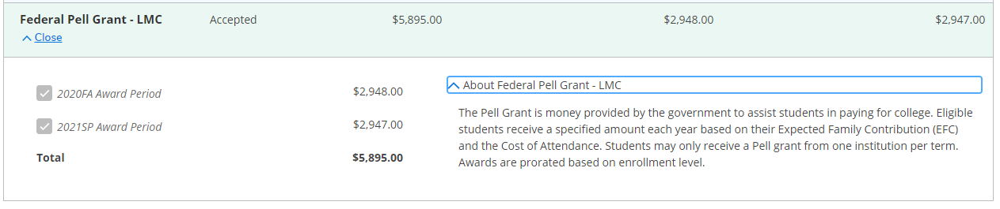 Federal Pell Grant - LMC Accepted $5,895.00 $2,948.00 $2,947.00
Close
2020FA Award Period $2,948.00
2021SP Award Period $2,947.00
Total $5,895.00
About Federal Pell Grant - LMC
The Pell Grant is money provided by the government to assist students in paying for college. Eligible
students receive a specified amount each year based on their Expected Family Contribution (EFC)
and the Cost of Attendance. Students may only receive a Pell grant from one institution per term.
Awards are prorated based on enrollment level.